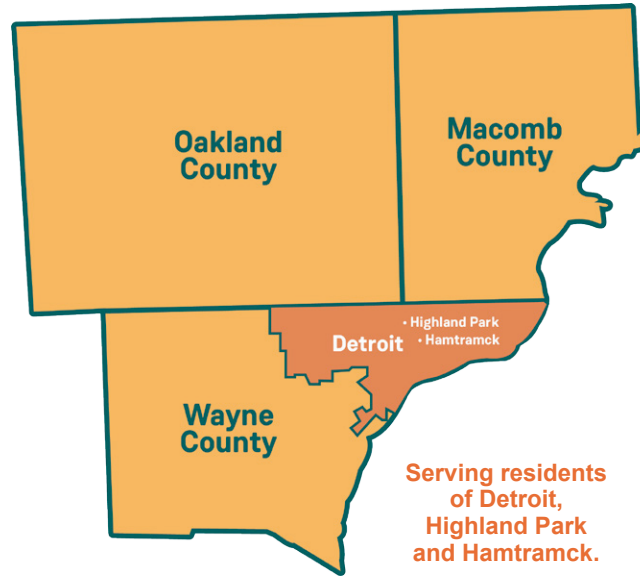 Oakland
County
Macomb
County
• Highland Park
Detroit • Hamtramck
Wayne
County
Serving residents
of Detroit,
Highland Park
and Hamtramck.